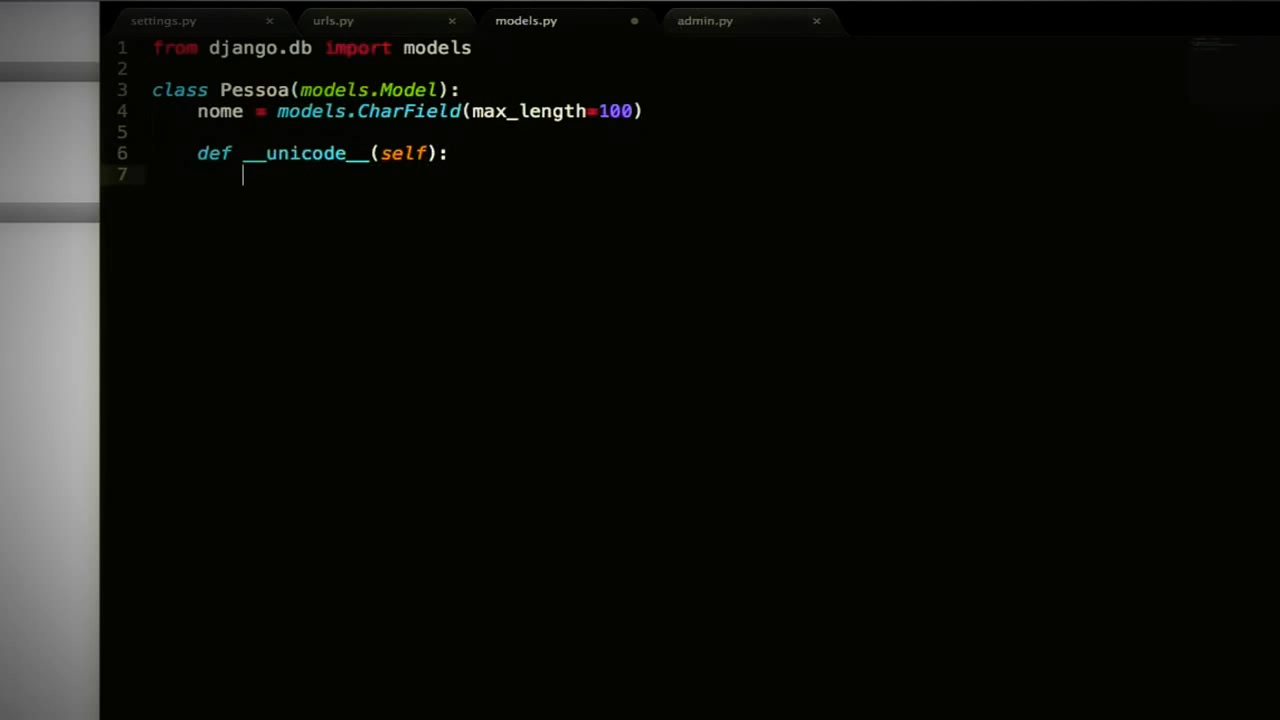 settings.py × urls.py × models.py admin.py ×
1 from django.db import models
2
3 class Pessoa(models.Model):
4 nome = models.CharField(max_length=100)
5
6 def __unicode__(self):
7